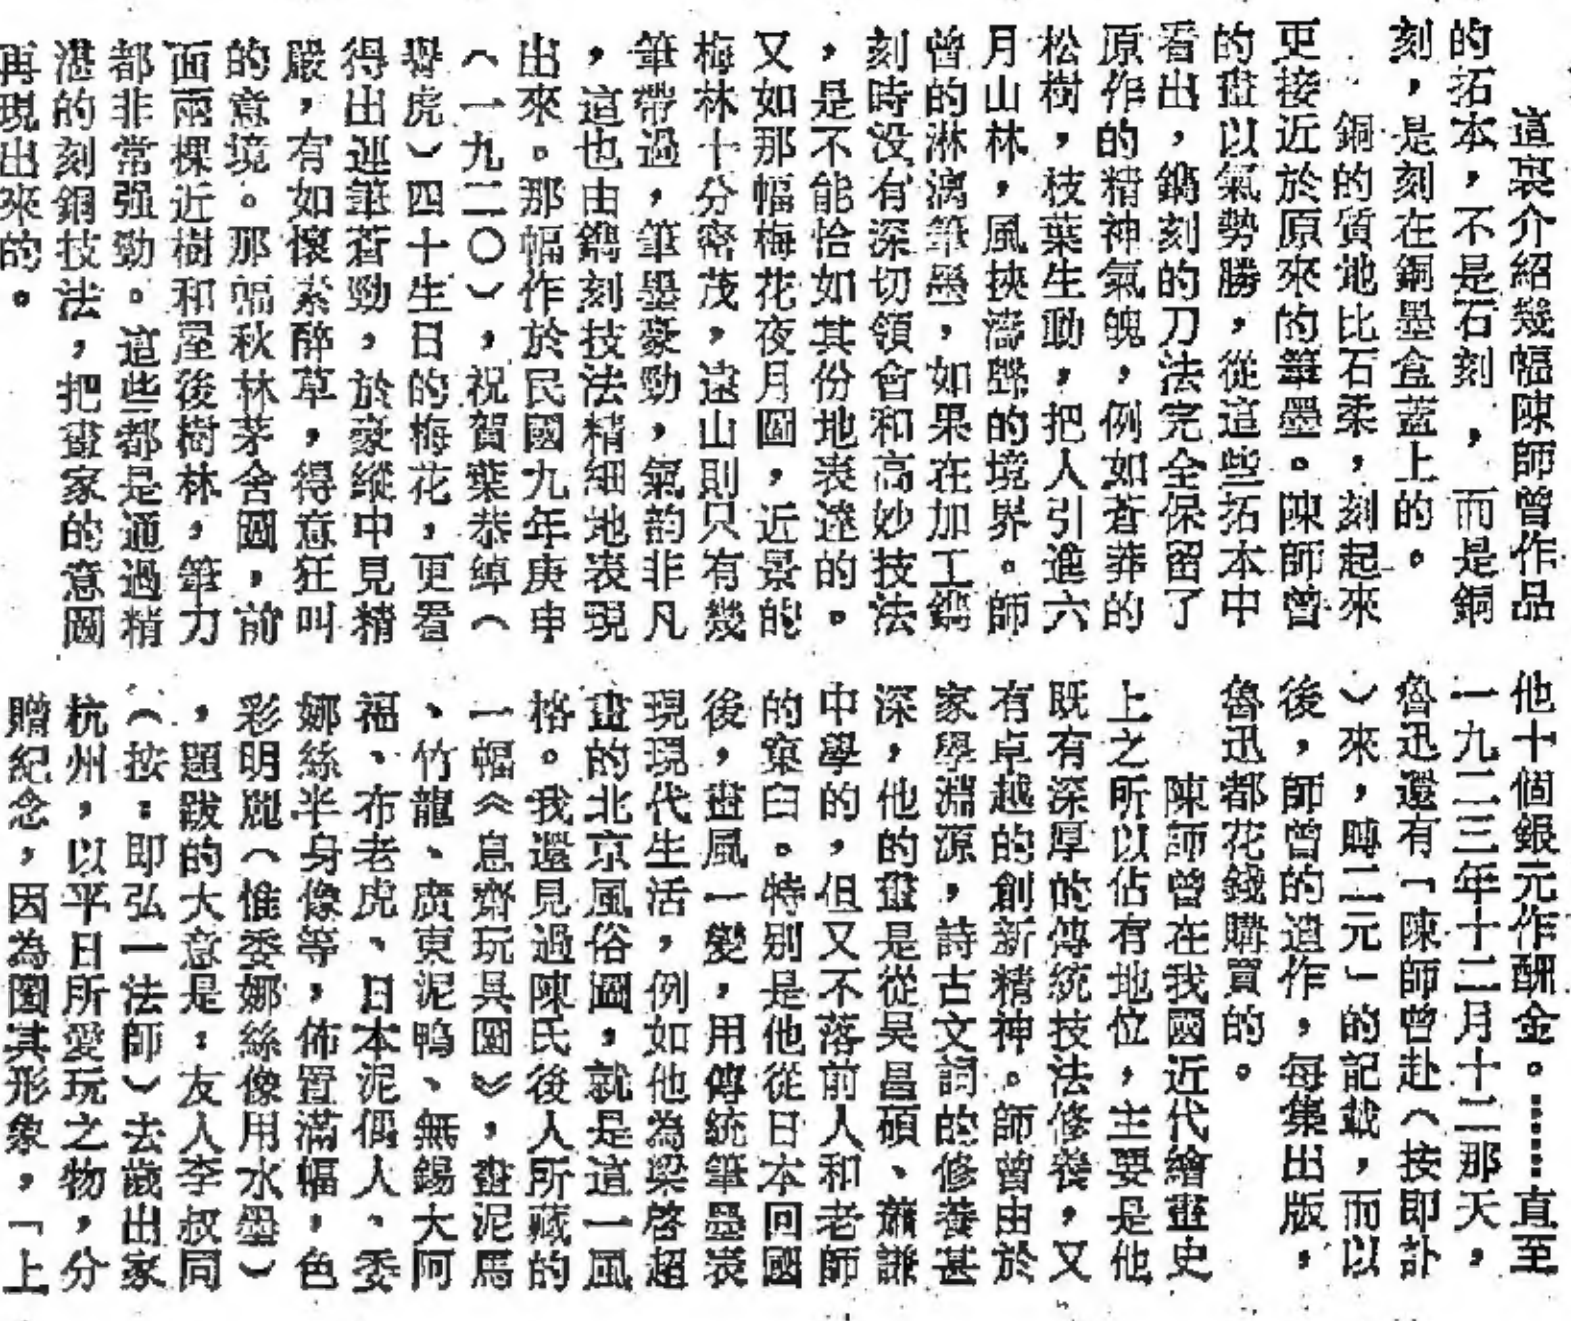 這裏介紹幾幅陳師曾作品
的拓本，不是石刻，而是銅
刻，是刻在銅墨盒蓋上的。
銅的質地比石柔，刻起來
更接近於原來的筆墨。陳師曾
的畫以氣勢勝，從這些拓本中
看出，鐫刻的刀法完全保留了
原作的精神氣魄，例如蒼莽的
松樹，枝葉生動，把人引進六
月山林，風挾濤聲的境界。師
曾的淋漓筆墨，如果在加工鐫
刻時没有深切領會和高妙技法
，是不能恰如其份地表達的。
又如那幅梅花夜月圖，近景的
梅林十分密茂，遠山則只有幾
筆帶過，筆墨豪勁，氣韵非凡
，這也由鐫刻技法精細地表現
出來。那幅作於民國九年庚申
（一九二〇），祝賀葉恭綽（
譽虎）四十生日的梅花，更看
得出運筆蒼勁，於豪縱中見精
嚴，有如懷素醉草，得意狂叫
的意境。那幅秋林茅舍圖，前
面兩棵近樹和屋後樹林，筆力
都非常强勁。這些都是通過精
湛的刻銅技法，把畫家的意圖
再現出來的。
他十個銀元作酬金。……直至
一九二三年十二月十二那天，
魯迅還有「陳師曾赴（按即訃
）來，賻二元」的記載，而以
後，師曾的遺作，每集出版，
魯迅都花錢購買的。
陳師曾在我國近代繪畫史
上之所以佔有地位，主要是他
既有深厚的傳統技法修養，又
有卓越的創新精神。師曾由於
家學淵源，詩古文詞的修養甚
深，他的畫是從吴昌碩、蕭謙
中學的，但又不落前人和老師
的窠臼。特别是他從日本回國
後，畫風一變，用傳統筆墨表
現現代生活，例如他為梁啓超
畫的北京風俗圖，就是這一風
格。我還見過陳氏後人所藏的
一幅《息齋玩具圖》，畫泥馬
、竹龍、廣東泥鴨、無錫大阿
福、布老虎、日本泥偶人、委
娜絲半身像等，佈置滿幅，色
彩明麗（惟委娜絲像用水墨）
，題跋的大意是：友人李叔同
（按：即弘一法師）去歲出家
杭州，以平日所愛玩之物，分
贈紀念，因為圖其形象，「上